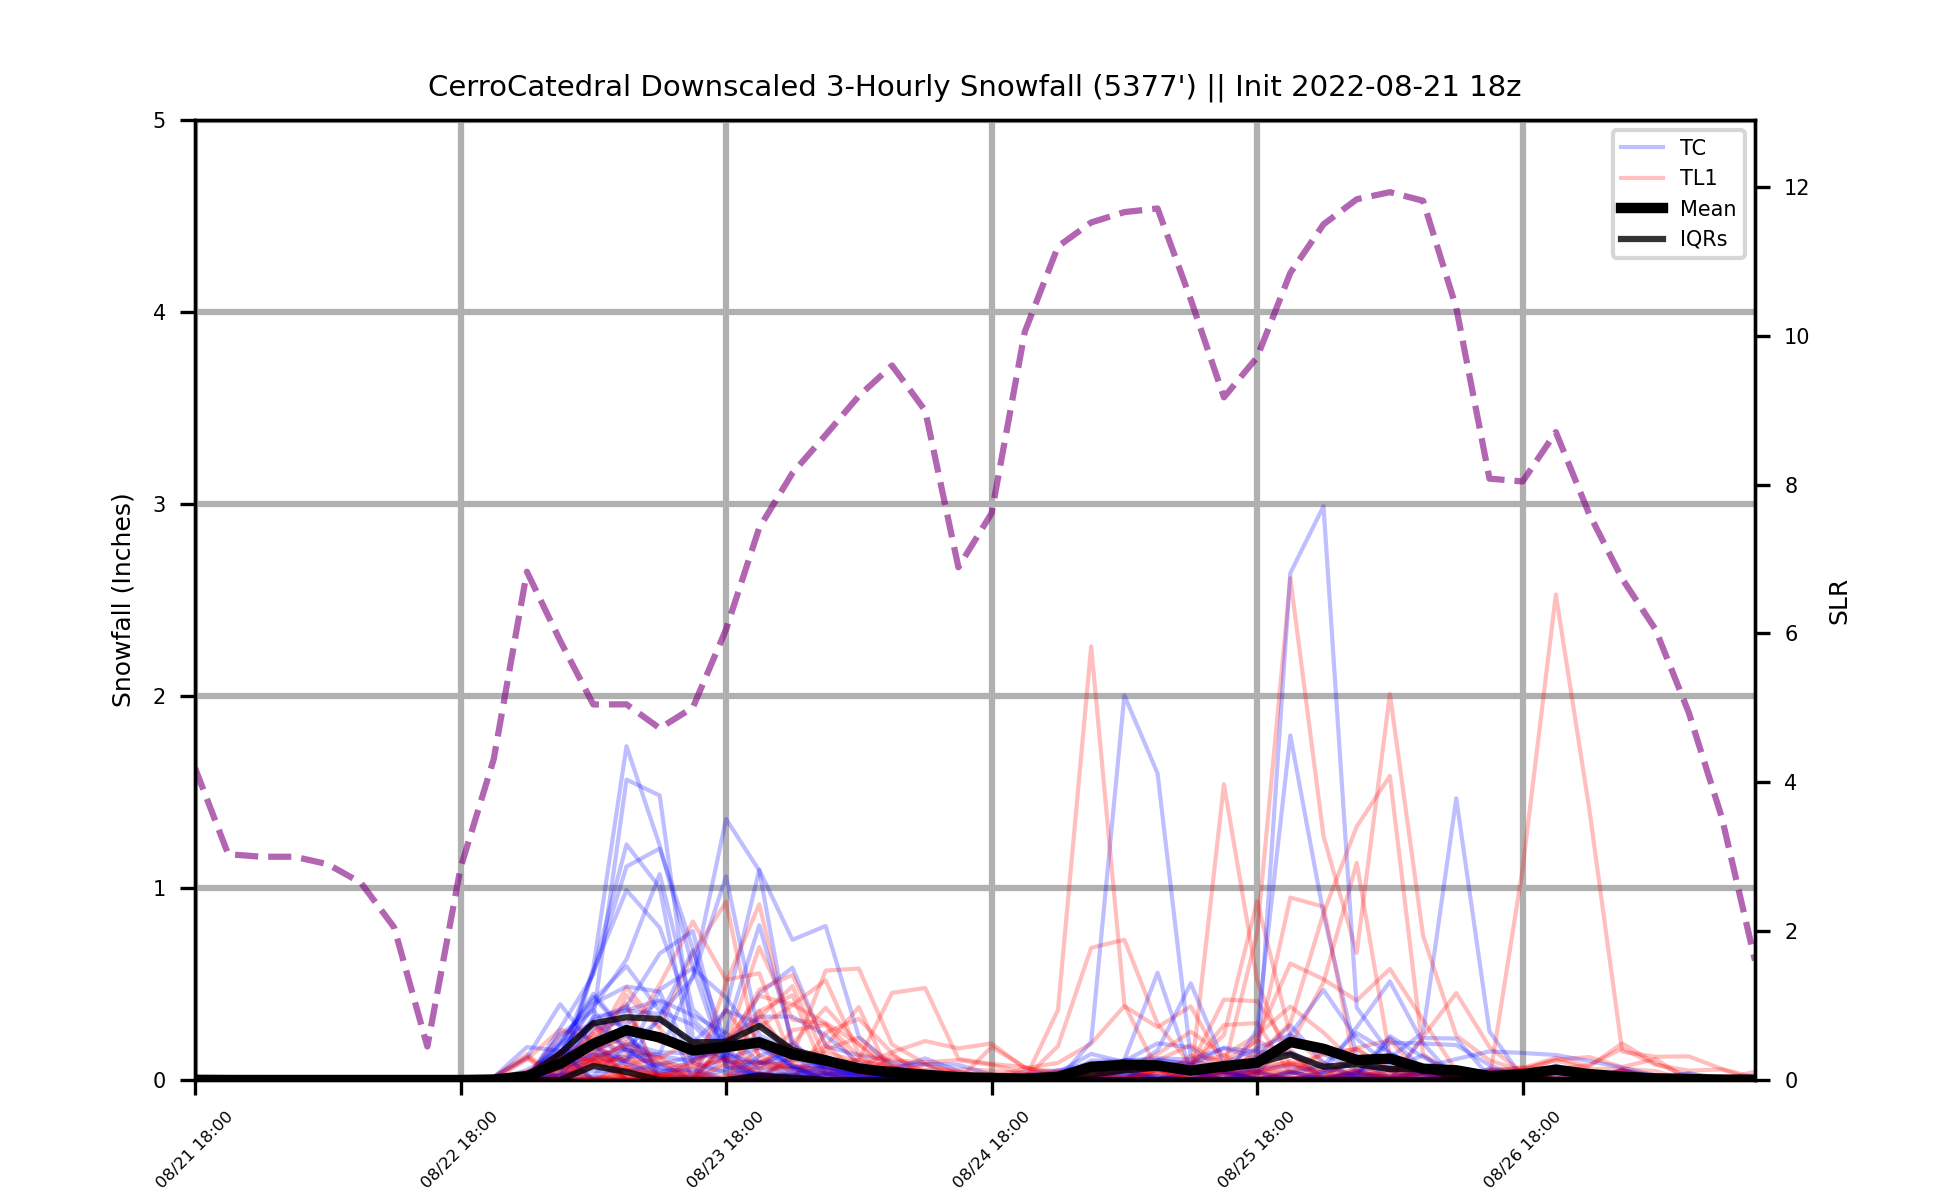 CerroCatedral Downscaled 3-Hourly Snowfall (5377') || Init 2022-08-21 18z
TC
TL1
Mean
IQRs
5
4
3
2
1
0
Snowfall (Inches)
12
10
8
6
4
2
0
SLR
08/21 18:00
08/22 18:00
08/23 18:00
08/24 18:00
08/25 18:00
08/26 18:00